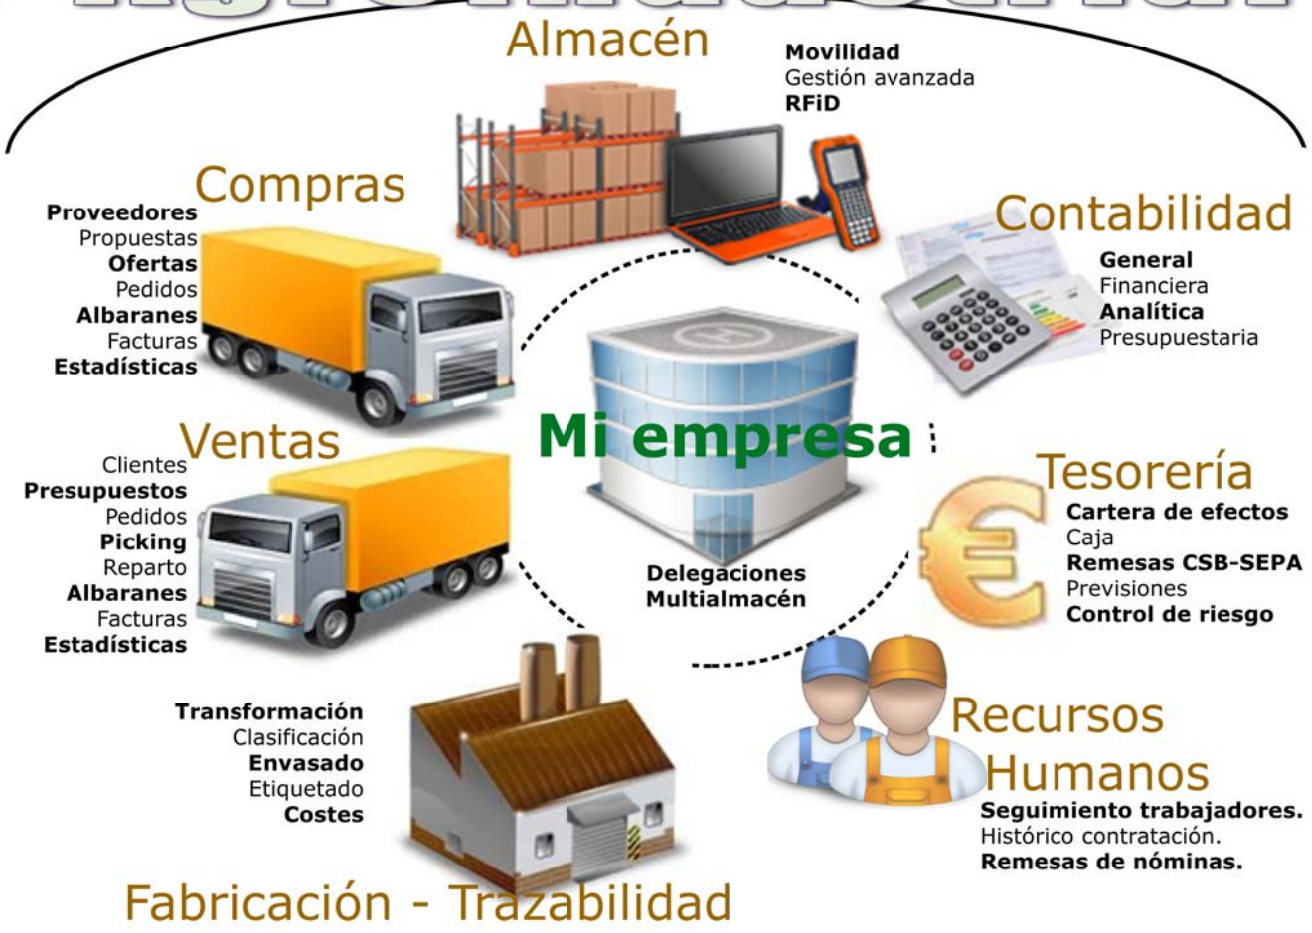 Almacén
Movilidad
Gestión avanzada
RFiD
Compras
Proveedores
Propuestas
Ofertas
Pedidos
Albaranes
Facturas
Estadísticas
Contabilidad
General
Financiera
Analítica
Presupuestaria
Mi empresa
Delegaciones
Multialmacén
Ventas
Clientes
Presupuestos
Pedidos
Picking
Reparto
Albaranes
Facturas
Estadísticas
Tesorería
Cartera de efectos
Caja
Remesas CSB-SEPA
Previsiones
Control de riesgo
Transformación
Clasificación
Envasado
Etiquetado
Costes
Fabricación - Trazabilidad
Recursos
Humanos
Seguimiento trabajadores.
Histórico contratación.
Remesas de nóminas.